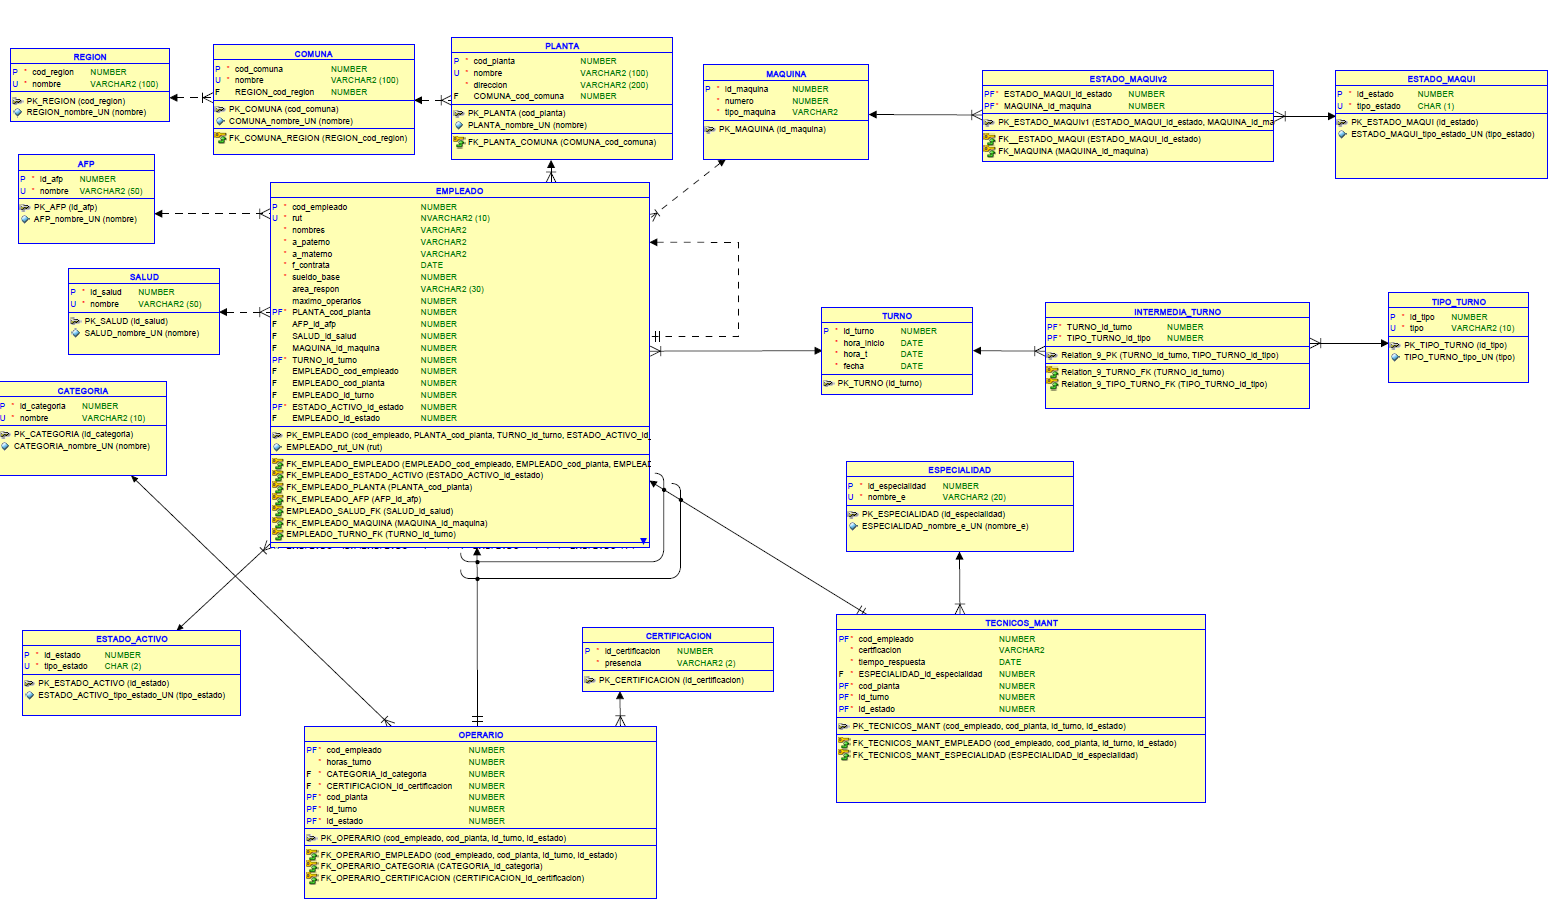 REGION
P * cod_region NUMBER
U * nombre VARCHAR2 (100)
PK_REGION (cod_region)
REGION_nombre_UN (nombre)
COMUNA
P * cod_comuna NUMBER
U * nombre VARCHAR2 (100)
F REGION_cod_region NUMBER
PK_COMUNA (cod_comuna)
COMUNA_nombre_UN (nombre)
FK_COMUNA_REGION (REGION_cod_region)
PLANTA
P * cod_planta NUMBER
U * nombre VARCHAR2 (100)
* direccion VARCHAR2 (200)
F COMUNA_cod_comuna NUMBER
PK_PLANTA (cod_planta)
PLANTA_nombre_UN (nombre)
FK_PLANTA_COMUNA (COMUNA_cod_comuna)
MAQUINA
P * id_maquina NUMBER
* numero NUMBER
* tipo_maquina VARCHAR2
PK_MAQUINA (id_maquina)
ESTADO_MAQUIv2
PF* ESTADO_MAQUI_id_estado NUMBER
PF* MAQUINA_id_maquina NUMBER
PK_ESTADO_MAQUIv1 (ESTADO_MAQUI_id_estado, MAQUINA_id_ma
FK__ESTADO_MAQUI (ESTADO_MAQUI_id_estado)
FK_MAQUINA (MAQUINA_id_maquina)
ESTADO_MAQUI
P * id_estado NUMBER
U * tipo_estado CHAR (1)
PK_ESTADO_MAQUI (id_estado)
ESTADO_MAQUI_tipo_estado_UN (tipo_estado)
AFP
P * id_afp NUMBER
U * nombre VARCHAR2 (50)
PK_AFP (id_afp)
AFP_nombre_UN (nombre)
SALUD
P * id_salud NUMBER
U * nombre VARCHAR2 (50)
PK_SALUD (id_salud)
SALUD_nombre_UN (nombre)
CATEGORIA
P * id_categoria NUMBER
U * nombre VARCHAR2 (10)
PK_CATEGORIA (id_categoria)
CATEGORIA_nombre_UN (nombre)
EMPLEADO
P * cod_empleado NUMBER
U * rut NVARCHAR2 (10)
* nombres VARCHAR2
* a_paterno VARCHAR2
* a_materno VARCHAR2
* f_contrata DATE
* sueldo_base NUMBER
area_respon VARCHAR2 (30)
maximo_operarios NUMBER
PF* PLANTA_cod_planta NUMBER
F AFP_id_afp NUMBER
F SALUD_id_salud NUMBER
F MAQUINA_id_maquina NUMBER
PF* TURNO_id_turno NUMBER
F EMPLEADO_cod_empleado NUMBER
F EMPLEADO_cod_planta NUMBER
F EMPLEADO_id_turno NUMBER
PF* ESTADO_ACTIVO_id_estado NUMBER
F EMPLEADO_id_estado NUMBER
PK_EMPLEADO (cod_empleado, PLANTA_cod_planta, TURNO_id_turno, ESTADO_ACTIVO_id_
EMPLEADO_rut_UN (rut)
FK_EMPLEADO_EMPLEADO (EMPLEADO_cod_empleado, EMPLEADO_cod_planta, EMPLEAD
FK_EMPLEADO_ESTADO_ACTIVO (ESTADO_ACTIVO_id_estado)
FK_EMPLEADO_PLANTA (PLANTA_cod_planta)
FK_EMPLEADO_AFP (AFP_id_afp)
EMPLEADO_SALUD_FK (SALUD_id_salud)
FK_EMPLEADO_MAQUINA (MAQUINA_id_maquina)
EMPLEADO_TURNO_FK (TURNO_id_turno)
TURNO
P * id_turno NUMBER
* hora_inicio DATE
* hora_t DATE
* fecha DATE
PK_TURNO (id_turno)
INTERMEDIA_TURNO
PF* TURNO_id_turno NUMBER
PF* TIPO_TURNO_id_tipo NUMBER
Relation_9_PK (TURNO_id_turno, TIPO_TURNO_id_tipo)
Relation_9_TURNO_FK (TURNO_id_turno)
Relation_9_TIPO_TURNO_FK (TIPO_TURNO_id_tipo)
TIPO_TURNO
P * id_tipo NUMBER
U * tipo VARCHAR2 (10)
PK_TIPO_TURNO (id_tipo)
TIPO_TURNO_tipo_UN (tipo)
ESPECIALIDAD
P * id_especialidad NUMBER
U * nombre_e VARCHAR2 (20)
PK_ESPECIALIDAD (id_especialidad)
ESPECIALIDAD_nombre_e_UN (nombre_e)
ESTADO_ACTIVO
P * id_estado NUMBER
U * tipo_estado CHAR (2)
PK_ESTADO_ACTIVO (id_estado)
ESTADO_ACTIVO_tipo_estado_UN (tipo_estado)
CERTIFICACION
P * id_certificacion NUMBER
* presencia VARCHAR2 (2)
PK_CERTIFICACION (id_certificacion)
TECNICOS_MANT
PF* cod_empleado NUMBER
* certficacion VARCHAR2
* tiempo_respuesta DATE
F * ESPECIALIDAD_id_especialidad NUMBER
PF* cod_planta NUMBER
PF* id_turno NUMBER
PF* id_estado NUMBER
PK_TECNICOS_MANT (cod_empleado, cod_planta, id_turno, id_estado)
FK_TECNICOS_MANT_EMPLEADO (cod_empleado, cod_planta, id_turno, id_estado)
FK_TECNICOS_MANT_ESPECIALIDAD (ESPECIALIDAD_id_especialidad)
OPERARIO
PF* cod_empleado NUMBER
* horas_turno NUMBER
F * CATEGORIA_id_categoria NUMBER
F * CERTIFICACION_id_certificacion NUMBER
PF* cod_planta NUMBER
PF* id_turno NUMBER
PF* id_estado NUMBER
PK_OPERARIO (cod_empleado, cod_planta, id_turno, id_estado)
FK_OPERARIO_EMPLEADO (cod_empleado, cod_planta, id_turno, id_estado)
FK_OPERARIO_CATEGORIA (CATEGORIA_id_categoria)
FK_OPERARIO_CERTIFICACION (CERTIFICACION_id_certificacion)